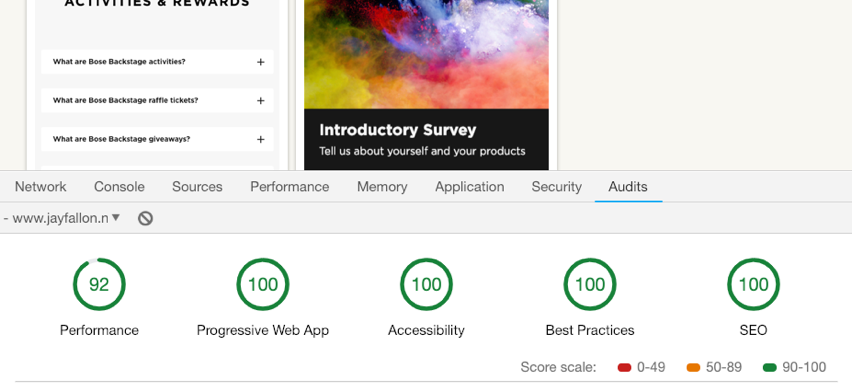 ACTIVITIES & REWARDS
What are Bose Backstage activities? +
What are Bose Backstage raffle tickets? +
What are Bose Backstage giveaways? +
Introductory Survey
Tell us about yourself and your products
Network Console Sources Performance Memory Application Security Audits
- www.jayfallon.n ▼
92 100 100 100 100
Performance Progressive Web App Accessibility Best Practices SEO
Score scale: 0-49 50-89 90-100